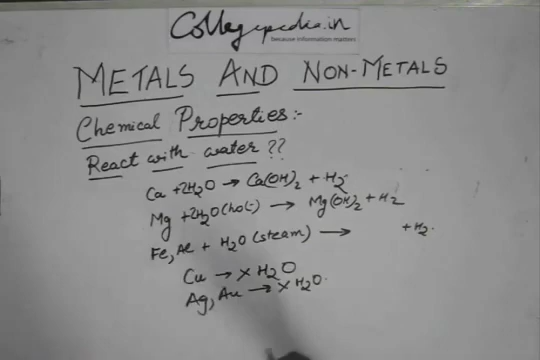 Collegepedia.in
because information matters
METALS AND NON-METALS
Chemical Properties:-
React with water??
Ca + 2H₂O → Ca(OH)₂ + H₂
Mg + 2H₂O (hot) → Mg(OH)₂ + H₂
Fe, Al + H₂O (steam) → + H₂.
Cu → × H₂O
Ag, Au → × H₂O.